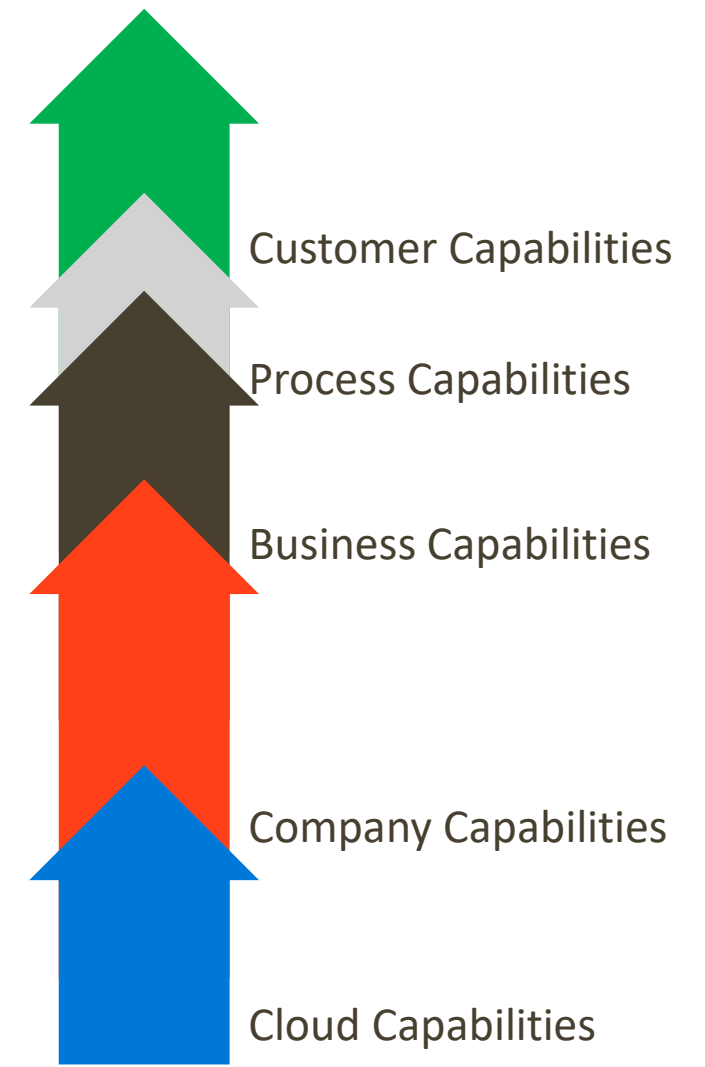 Customer Capabilities
Process Capabilities
Business Capabilities
Company Capabilities
Cloud Capabilities